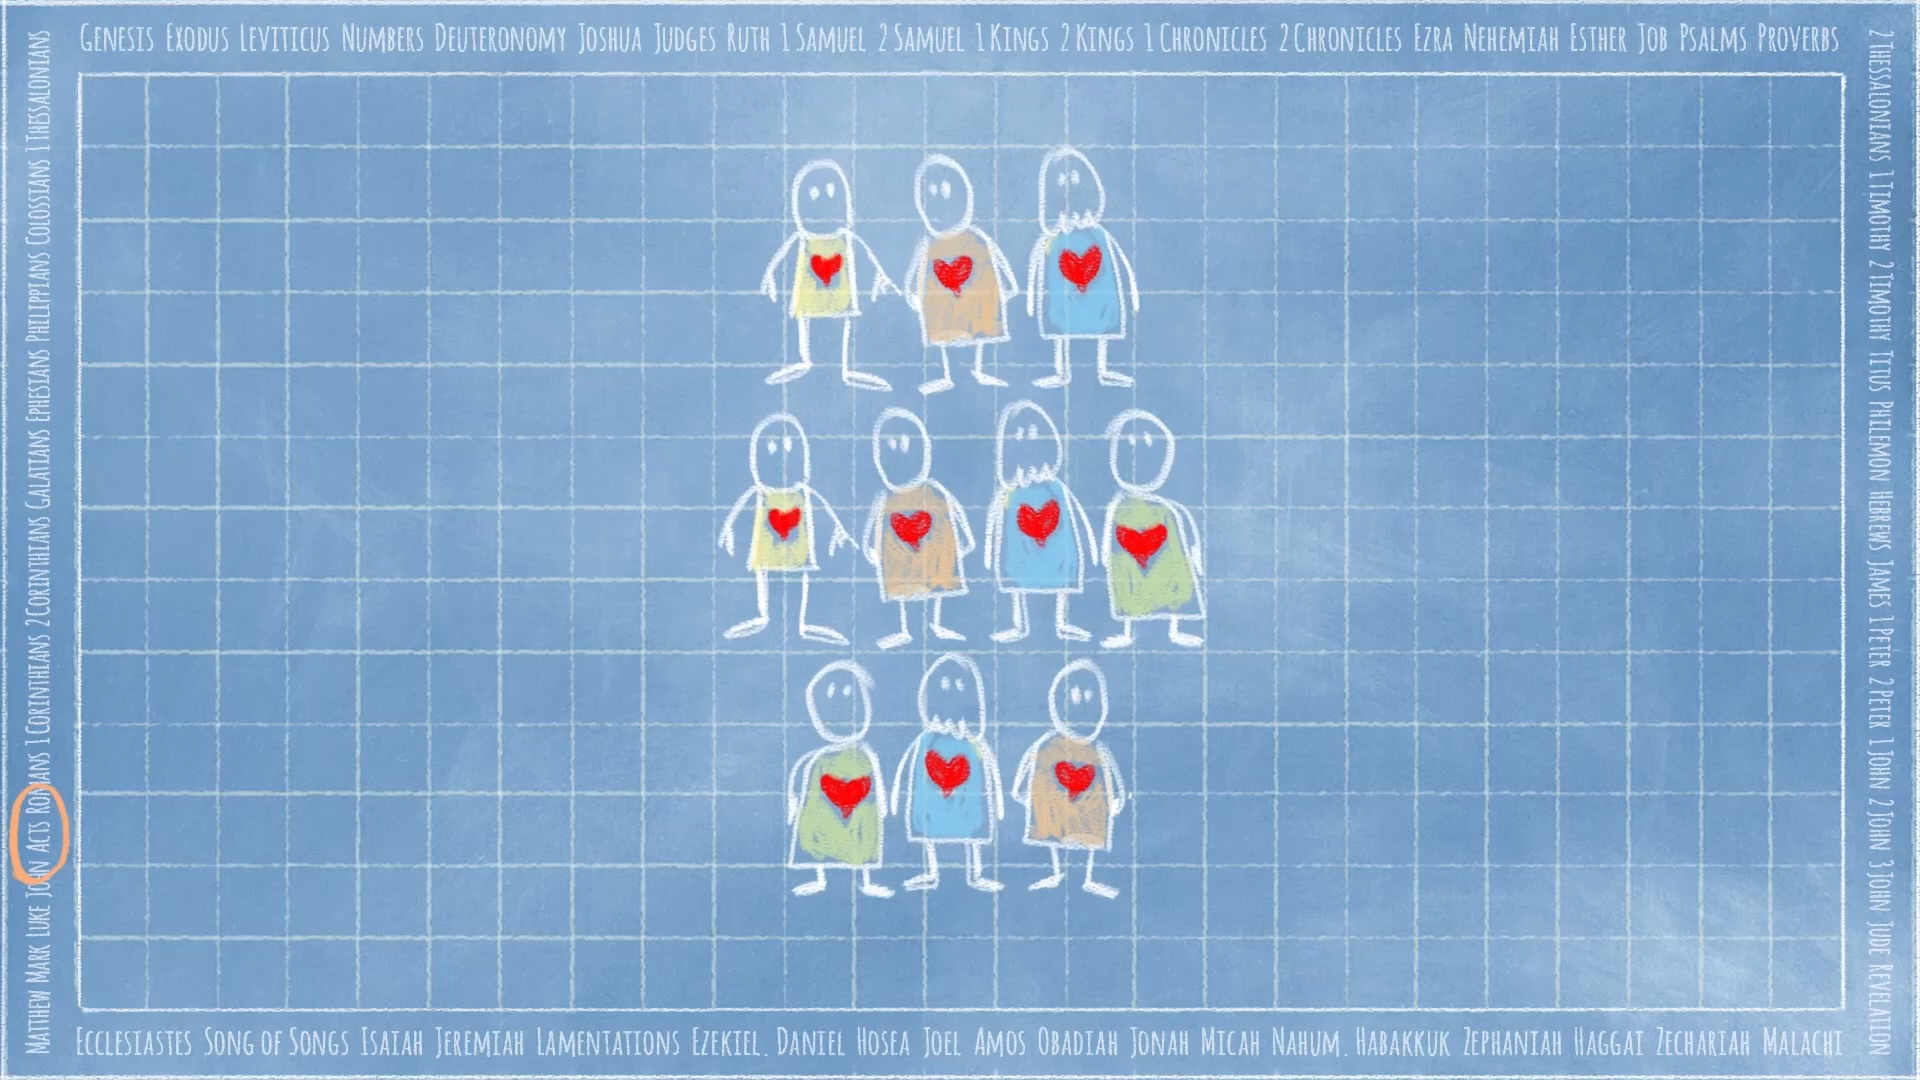 Genesis Exodus Leviticus Numbers Deuteronomy Joshua Judges Ruth 1 Samuel 2 Samuel 1 Kings 2 Kings 1 Chronicles 2 Chronicles Ezra Nehemiah Esther Job Psalms Proverbs
Ecclesiastes Song of Songs Isaiah Jeremiah Lamentations Ezekiel. Daniel Hosea Joel Amos Obadiah Jonah Micah Nahum. Habakkuk Zephaniah Haggai Zechariah Malachi
Matthew Mark Luke John Acts Romans 1 Corinthians 2 Corinthians Galatians Ephesians Philippians Colossians 1 Thessalonians
2 Thessalonians 1 Timothy 2 Timothy Titus Philemon Hebrews James 1 Peter 2 Peter 1 John 2 John 3 John Jude Revelation